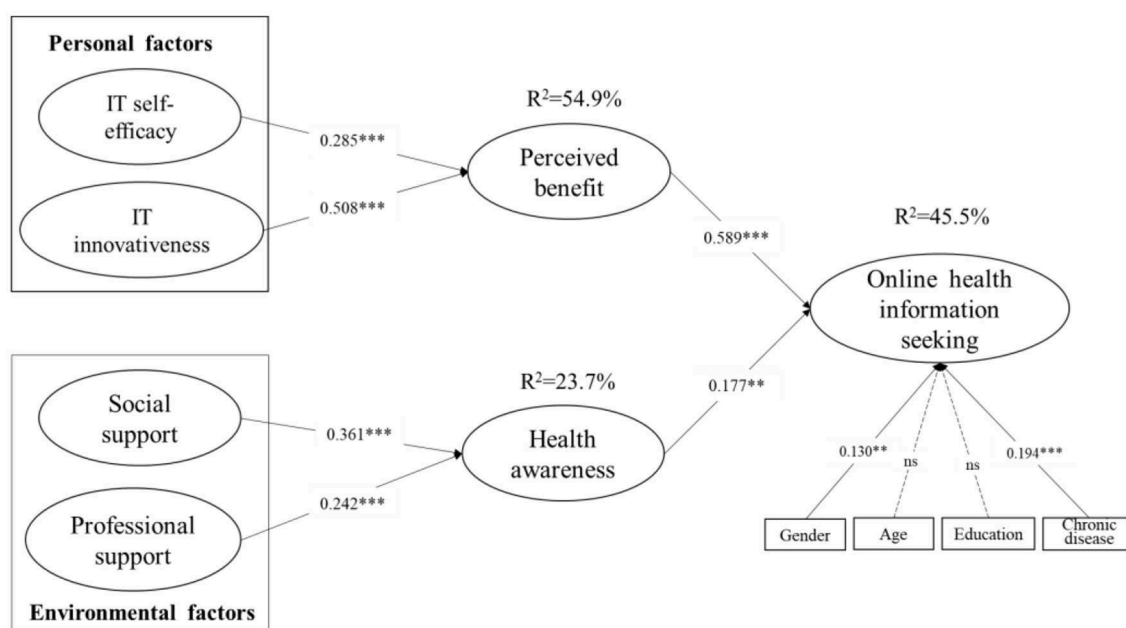 Personal factors
IT self-
efficacy
IT
innovativeness
0.285***
0.508***
R²=54.9%
Perceived
benefit
0.589***
R²=45.5%
Online health
information
seeking
Social
support
Professional
support
Environmental factors
0.361***
0.242***
R²=23.7%
Health
awareness
0.177**
0.130**
ns
ns
0.194***
Gender
Age
Education
Chronic
disease